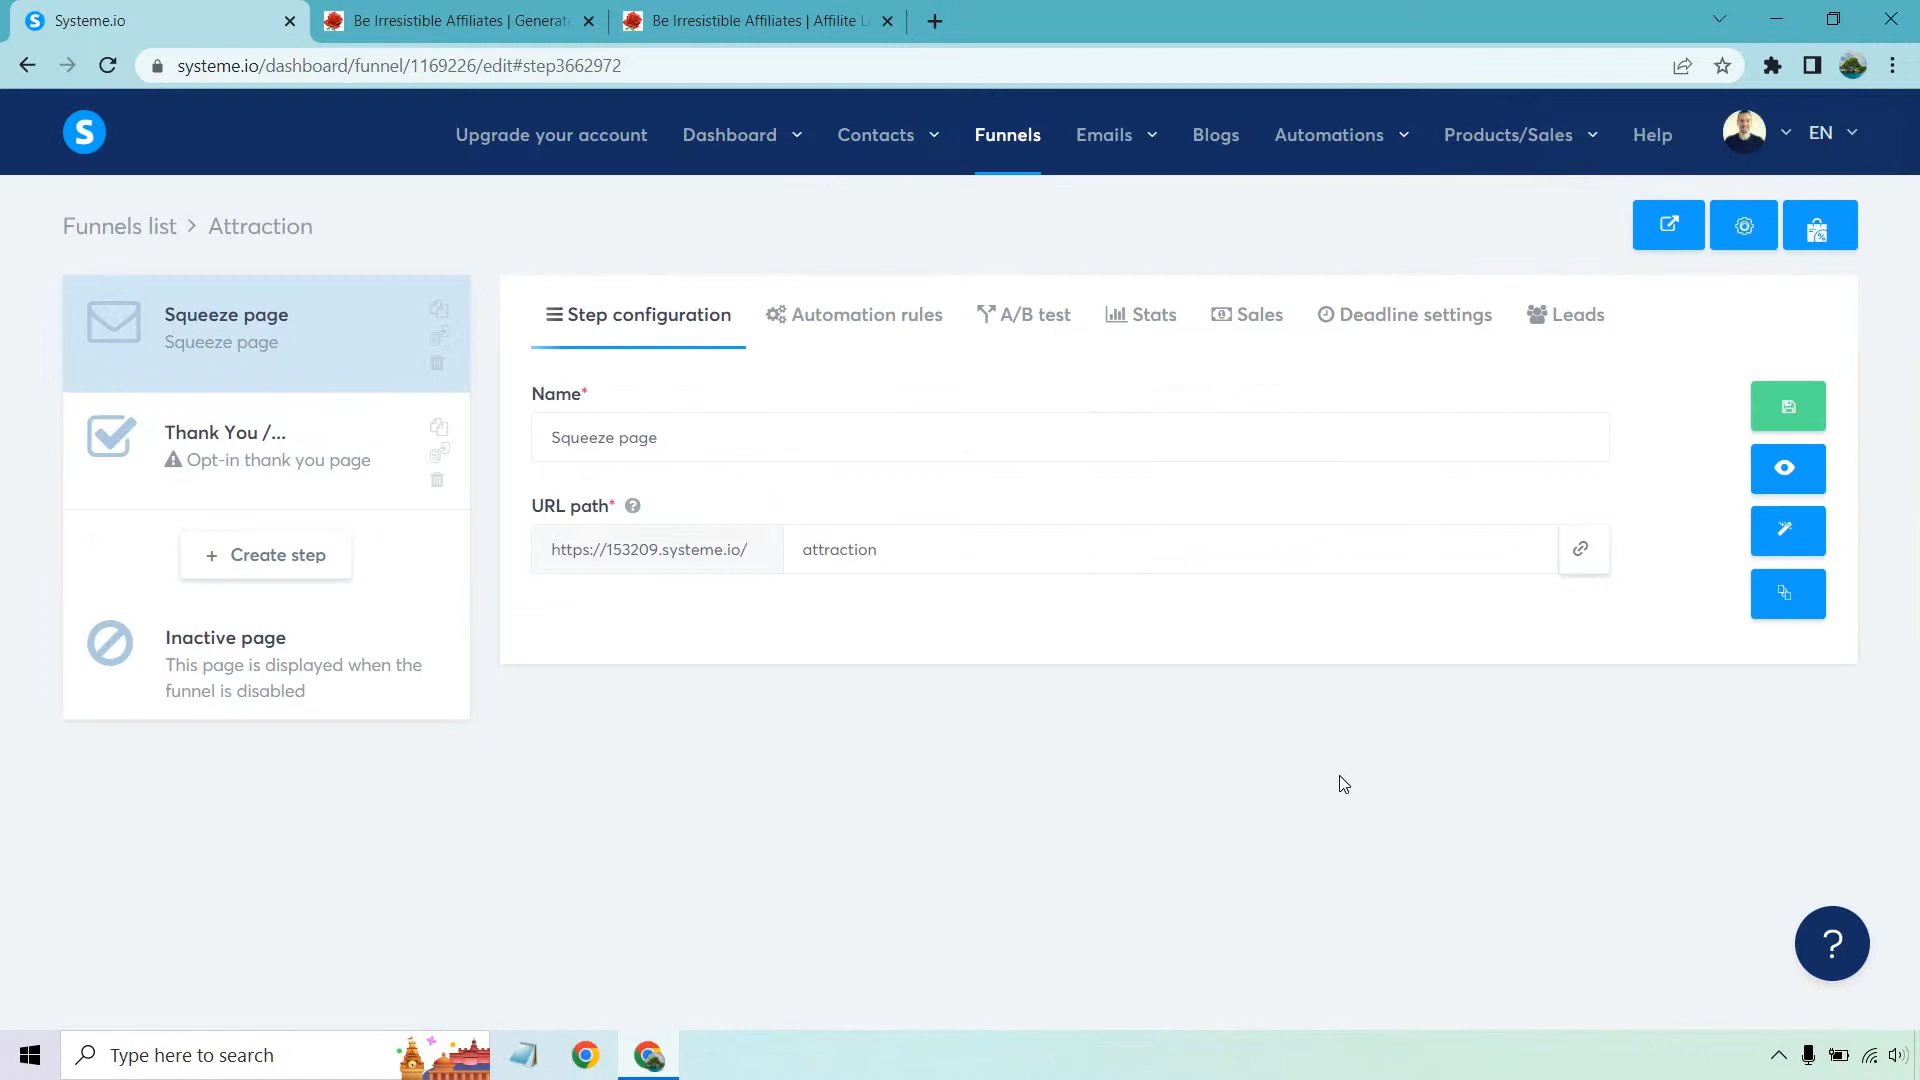 Systeme.io
Be Irresistible Affiliates | Generat
Be Irresistible Affiliates | Affilite L
systeme.io/dashboard/funnel/1169226/edit#step3662972
S
Upgrade your account
Dashboard
Contacts
Funnels
Emails
Blogs
Automations
Products/Sales
Help
EN
Funnels list > Attraction
Squeeze page
Squeeze page
Thank You /...
Opt-in thank you page
+ Create step
Inactive page
This page is displayed when the
funnel is disabled
Step configuration
Automation rules
A/B test
Stats
Sales
Deadline settings
Leads
Name*
Squeeze page
URL path* ?
https://153209.systeme.io/
attraction
?
Type here to search